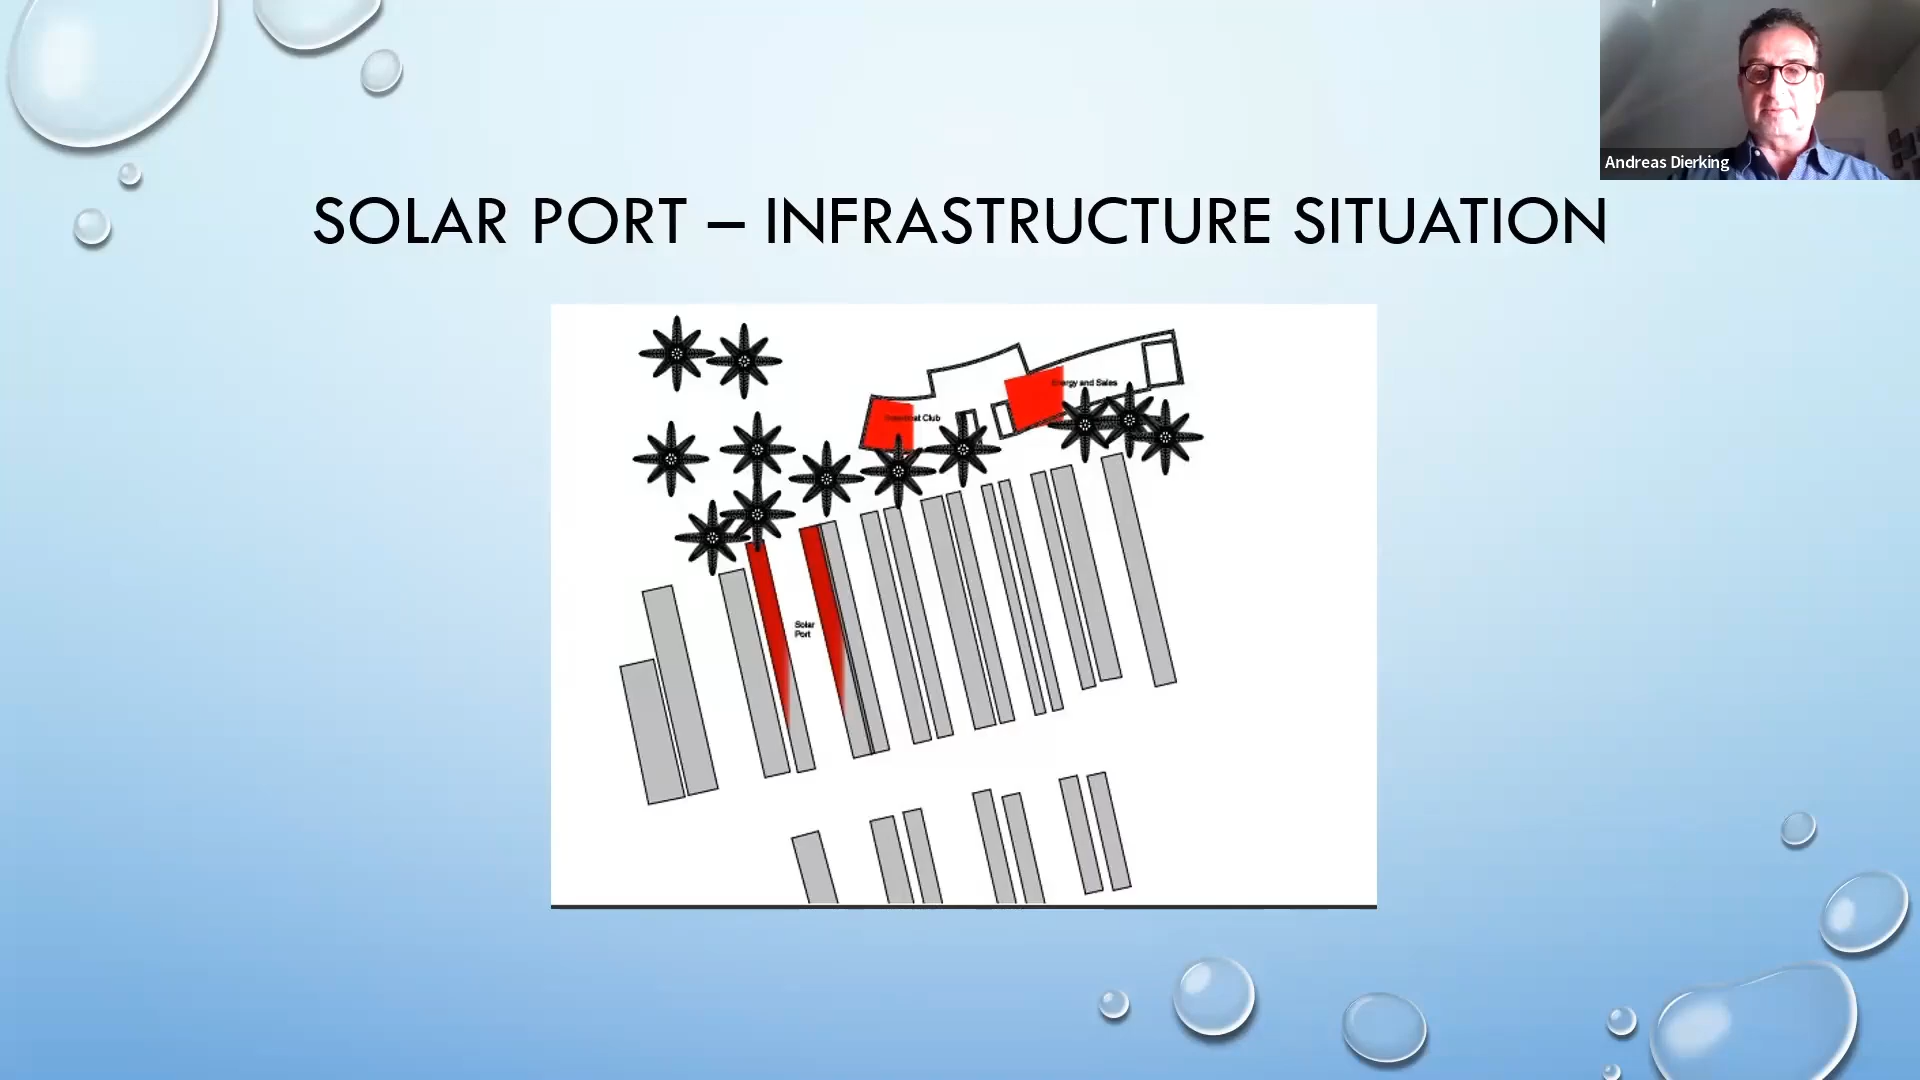 Andreas Dierking
SOLAR PORT – INFRASTRUCTURE SITUATION
Energy and Sales
Club
Solar
Port